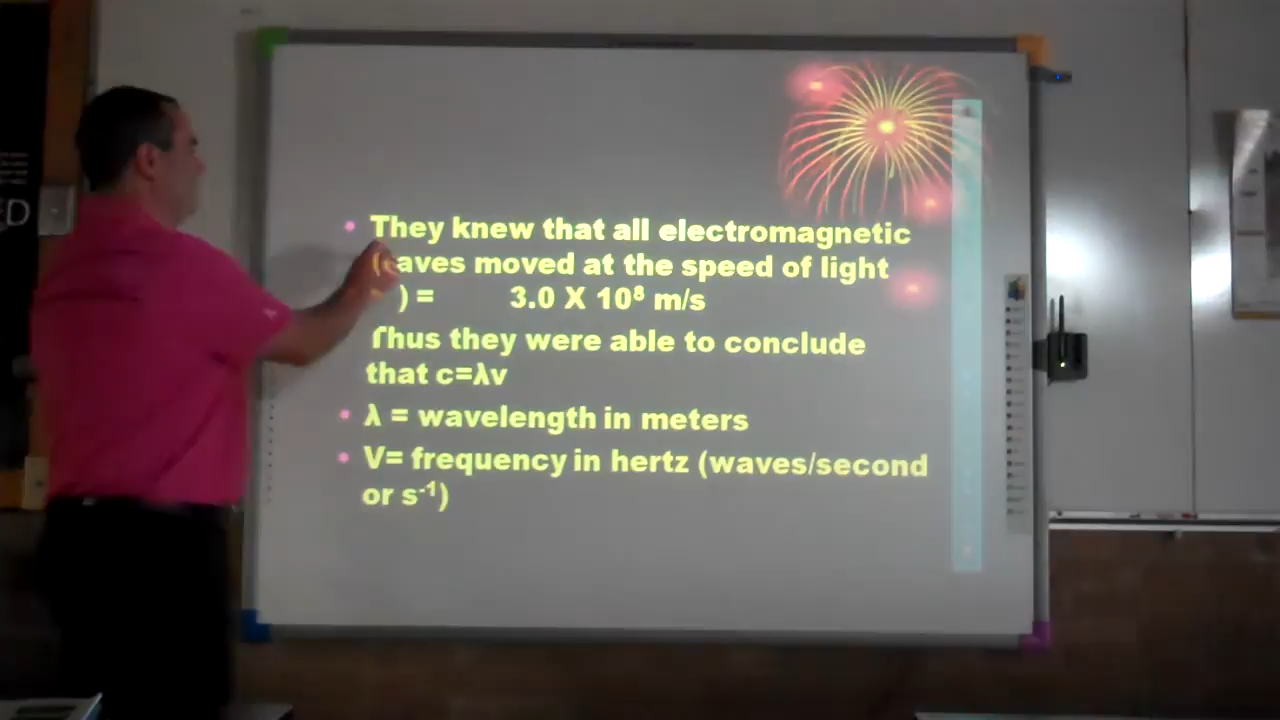 They knew that all electromagnetic
aves moved at the speed of light
) = 3.0 X 10⁸ m/s
Thus they were able to conclude
that c=λv
λ = wavelength in meters
V= frequency in hertz (waves/second
or s⁻¹)